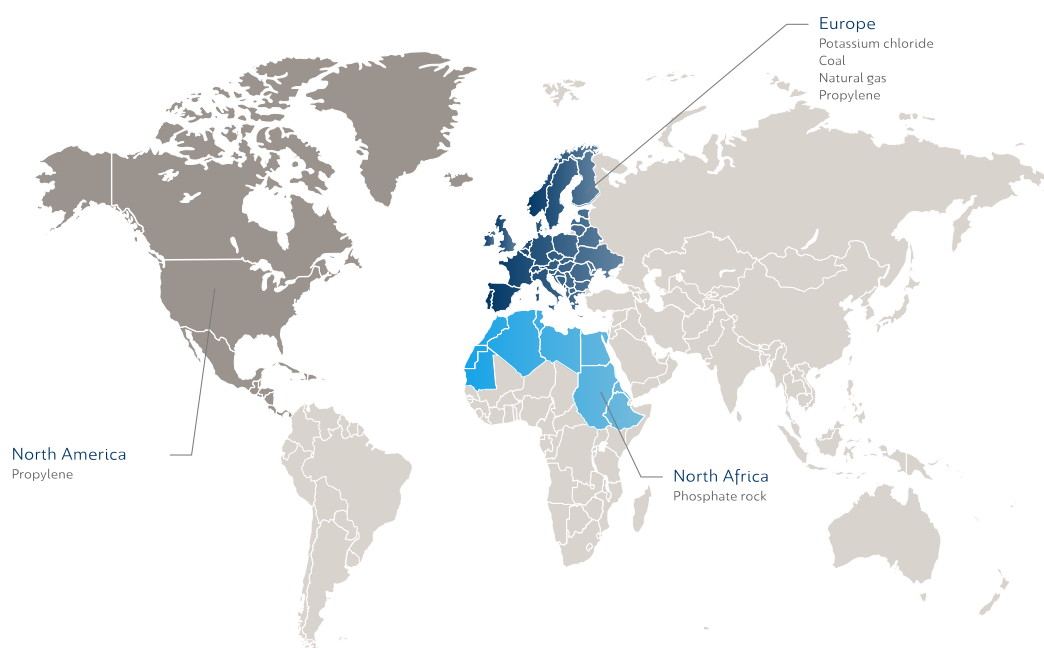 Europe
Potassium chloride
Coal
Natural gas
Propylene
North America
Propylene
North Africa
Phosphate rock